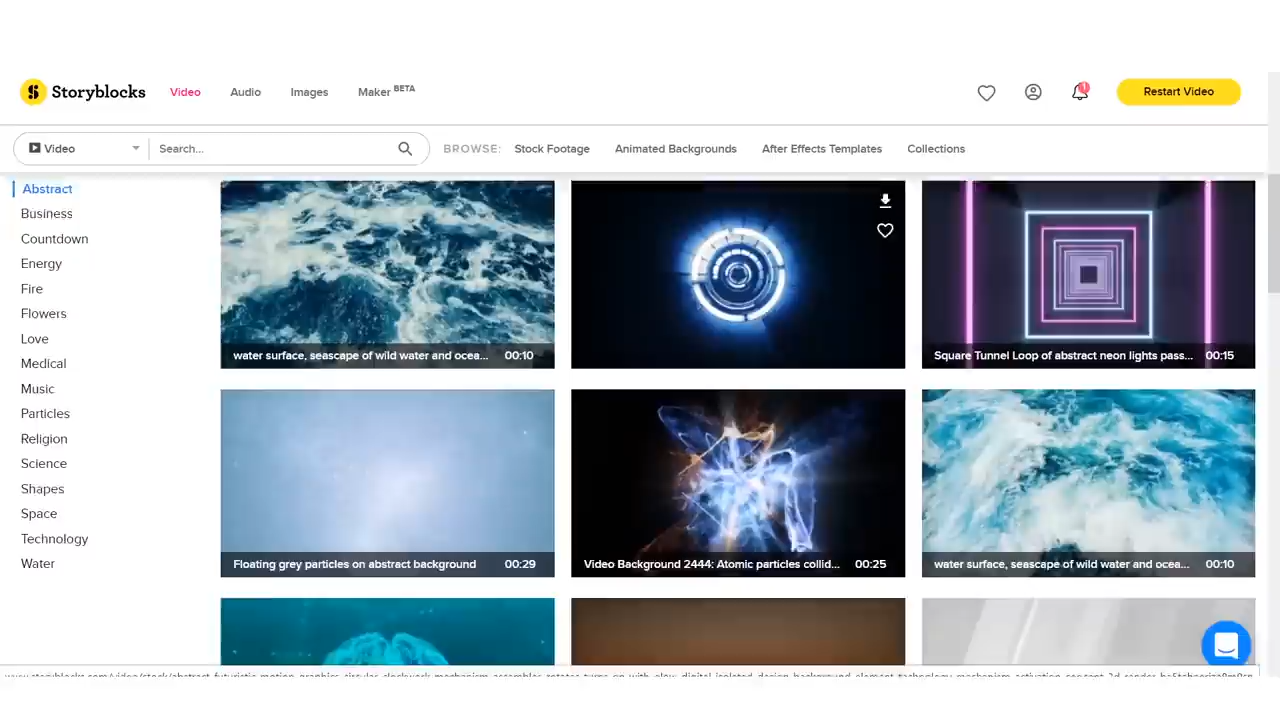 Storyblocks Video Audio Images Maker BETA 1 Restart Video
Video Search... BROWSE: Stock Footage Animated Backgrounds After Effects Templates Collections
Abstract
Business
Countdown
Energy
Fire
Flowers
Love
Medical
Music
Particles
Religion
Science
Shapes
Space
Technology
Water
water surface, seascape of wild water and ocea... 00:10
Square Tunnel Loop of abstract neon lights pass... 00:15
Floating grey particles on abstract background 00:29
Video Background 2444: Atomic particles collid... 00:25
water surface, seascape of wild water and ocea... 00:10